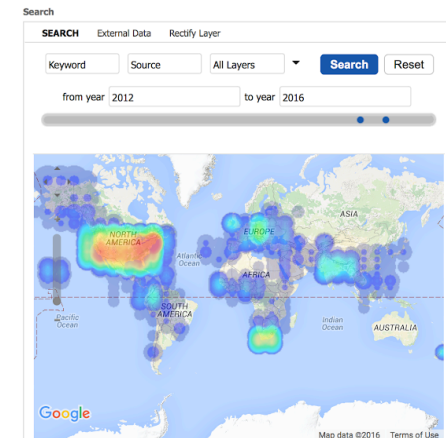 Search
SEARCH External Data Rectify Layer
Keyword Source All Layers Search Reset
from year 2012 to year 2016
ASIA
NORTH AMERICA
EUROPE
Atlantic Ocean
AFRICA
SOUTH AMERICA
Pacific Ocean
Indian Ocean
AUSTRALIA
Google
Map data ©2016 Terms of Use